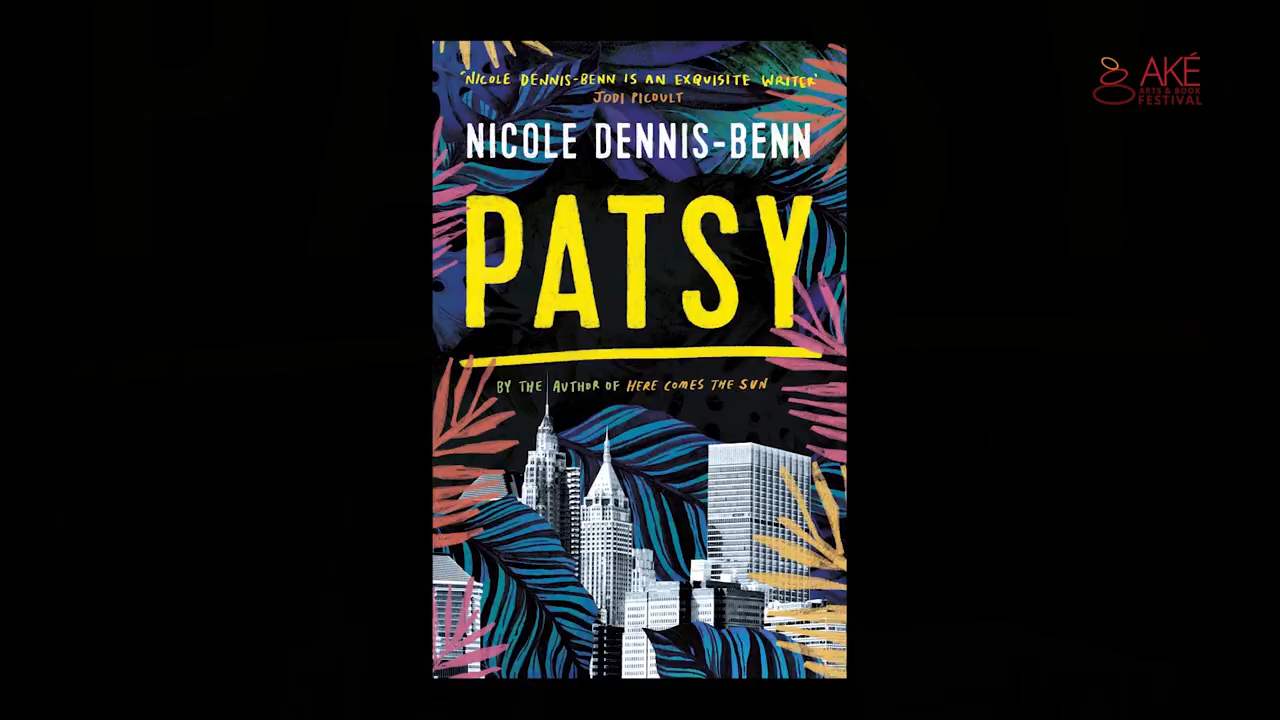 'NICOLE DENNIS-BENN IS AN EXQUISITE WRITER'
JODI PICOULT
NICOLE DENNIS-BENN
PATSY
BY THE AUTHOR OF HERE COMES THE SUN
AKÉ
ARTS & BOOK
FESTIVAL